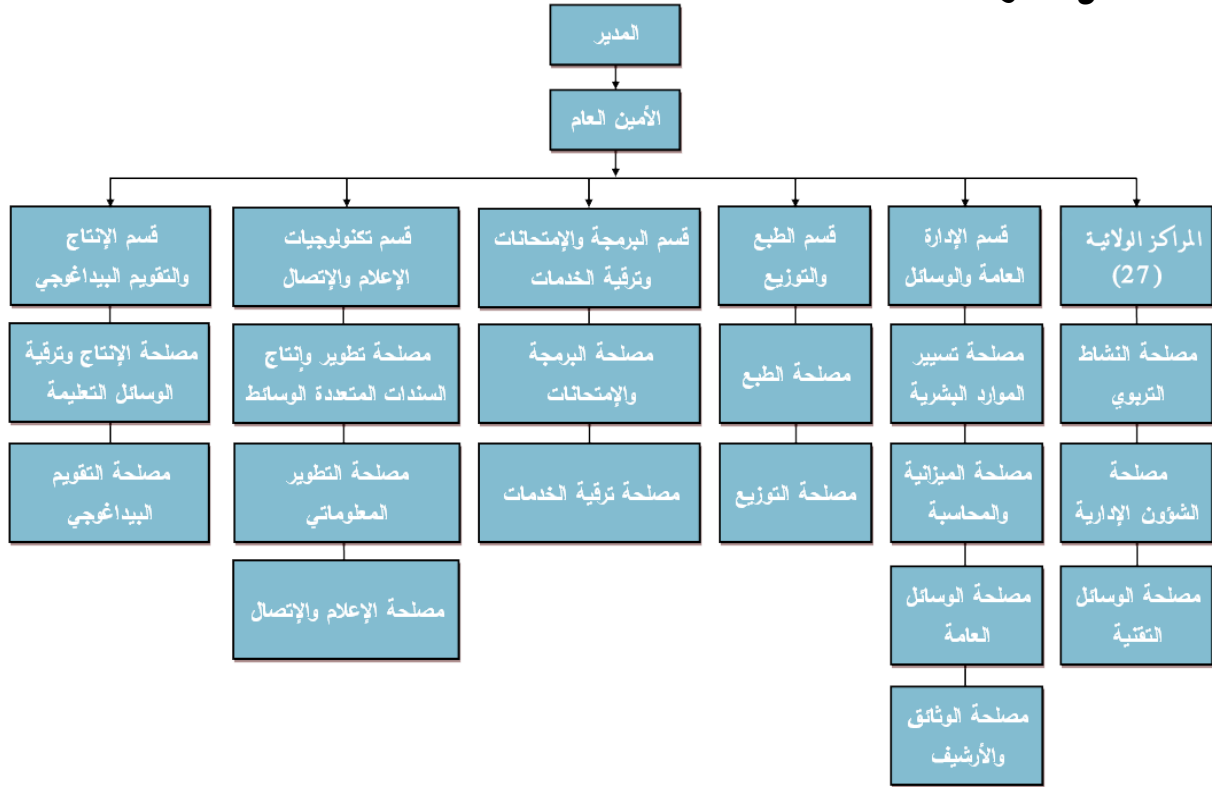 المدير
الأمين العام
المراكز الولائية
(27)
مصلحة النشاط
التربوي
مصلحة
الشؤون الإدارية
مصلحة الوسائل
التقنية
قسم الإدارة
العامة والوسائل
مصلحة تسيير
الموارد البشرية
مصلحة الميزانية
والمحاسبة
مصلحة الوسائل
العامة
مصلحة الوثائق
والأرشيف
قسم الطبع
والتوزيع
مصلحة الطبع
مصلحة التوزيع
قسم البرمجة والإمتحانات
وترقية الخدمات
مصلحة البرمجة
والإمتحانات
مصلحة ترقية الخدمات
قسم تكنولوجيات
الإعلام والإتصال
مصلحة تطوير وإنتاج
السندات المتعددة الوسائط
مصلحة التطوير
المعلوماتي
مصلحة الإعلام والإتصال
قسم الإنتاج
والتقويم البيداغوجي
مصلحة الإنتاج وترقية
الوسائل التعليمة
مصلحة التقويم
البيداغوجي